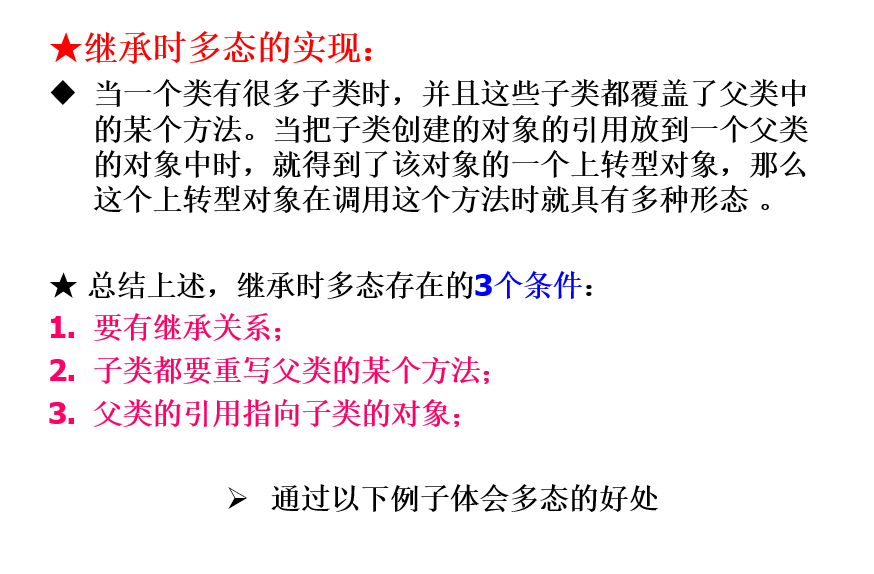 ★继承时多态的实现：
◆ 当一个类有很多子类时，并且这些子类都覆盖了父类中
的某个方法。当把子类创建的对象的引用放到一个父类
的对象中时，就得到了该对象的一个上转型对象，那么
这个上转型对象在调用这个方法时就具有多种形态 。
★ 总结上述，继承时多态存在的3个条件：
1. 要有继承关系；
2. 子类都要重写父类的某个方法；
3. 父类的引用指向子类的对象；
➢ 通过以下例子体会多态的好处